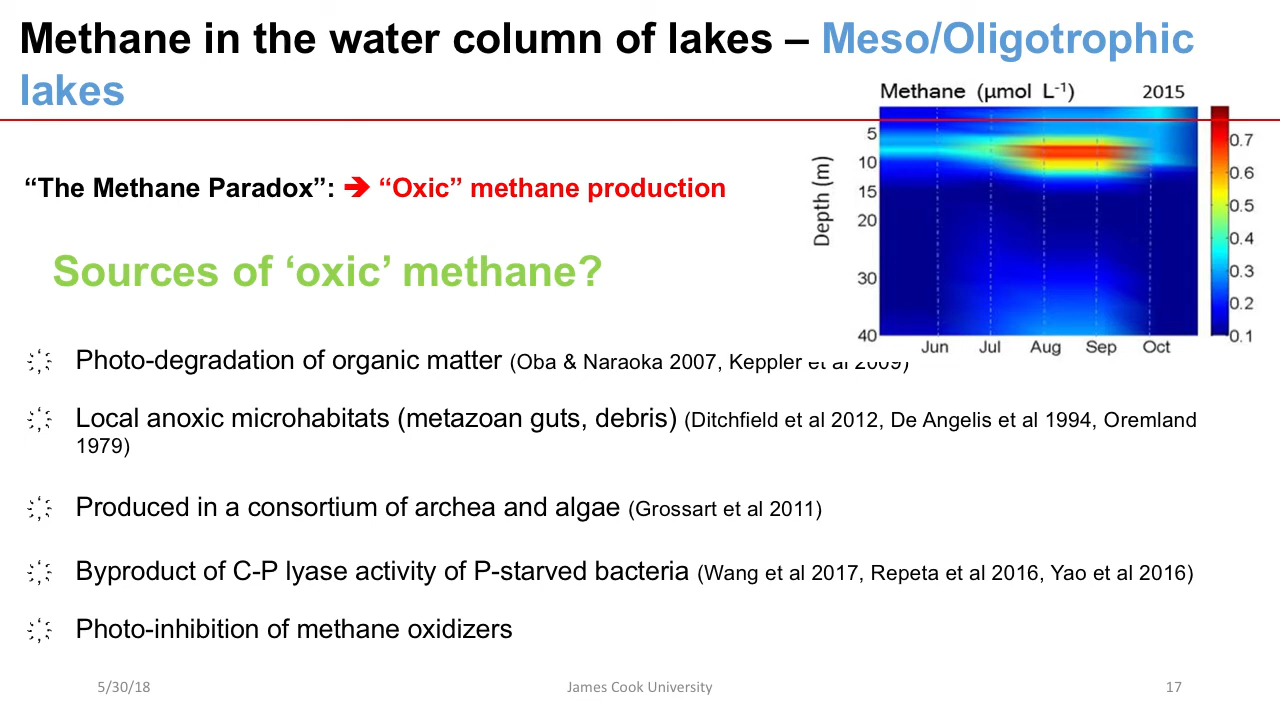 Methane in the water column of lakes – Meso/Oligotrophic
lakes
Methane (µmol L-1) 2015
5
10
15
20
30
40
Depth (m)
Jun Jul Aug Sep Oct
0.7
0.6
0.5
0.4
0.3
0.2
0.1
“The Methane Paradox”: ➔ “Oxic” methane production
Sources of ‘oxic’ methane?
Photo-degradation of organic matter (Oba & Naraoka 2007, Keppler et al 2009)
Local anoxic microhabitats (metazoan guts, debris) (Ditchfield et al 2012, De Angelis et al 1994, Oremland
1979)
Produced in a consortium of archea and algae (Grossart et al 2011)
Byproduct of C-P lyase activity of P-starved bacteria (Wang et al 2017, Repeta et al 2016, Yao et al 2016)
Photo-inhibition of methane oxidizers
5/30/18
James Cook University
17